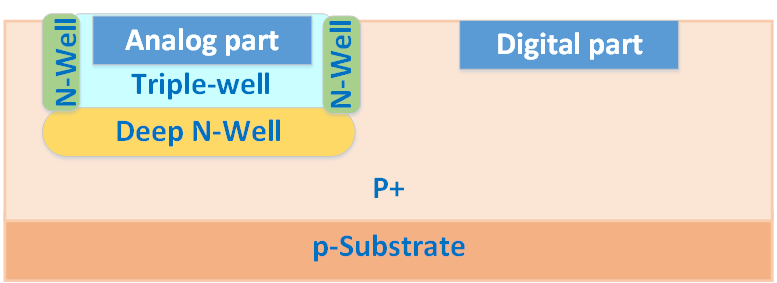 N-Well
Analog part
N-Well
Digital part
Triple-well
Deep N-Well
P+
p-Substrate